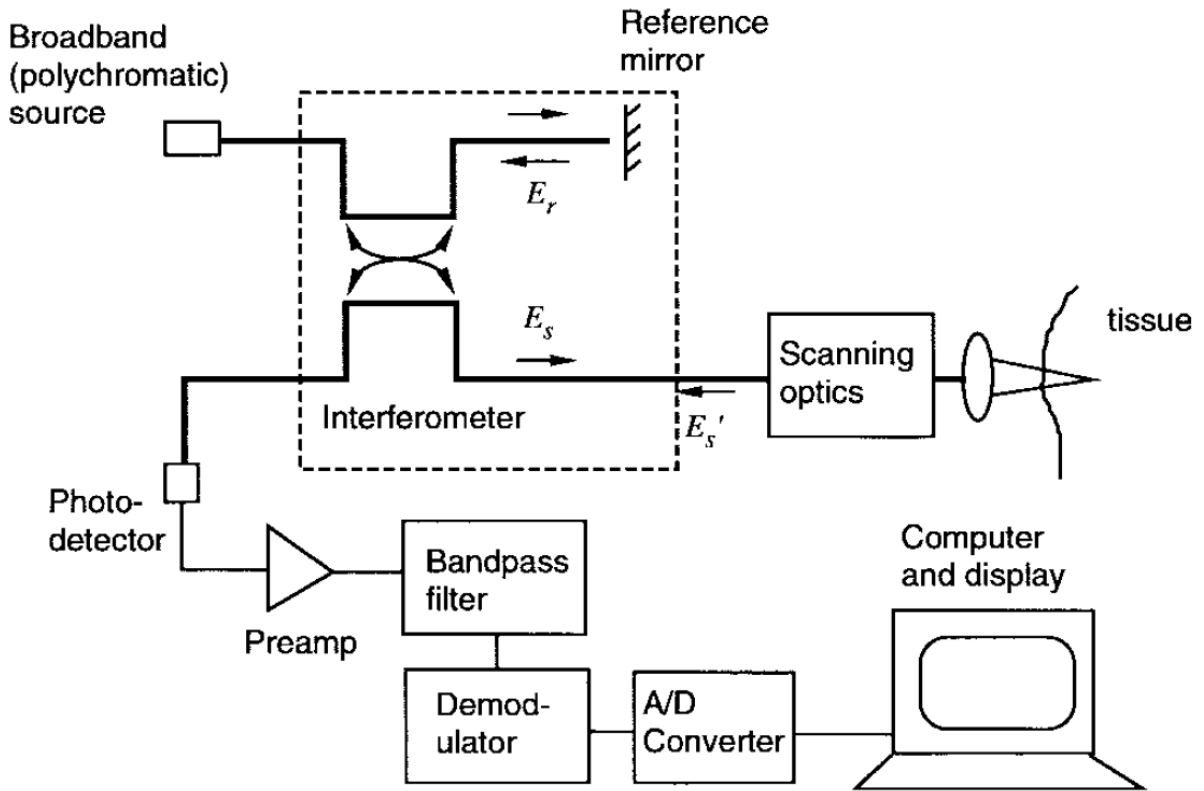 Broadband
(polychromatic)
source
Reference
mirror
E_r
E_s
Interferometer
E_s'
Scanning
optics
tissue
Photo-
detector
Preamp
Bandpass
filter
Demod-
ulator
A/D
Converter
Computer
and display